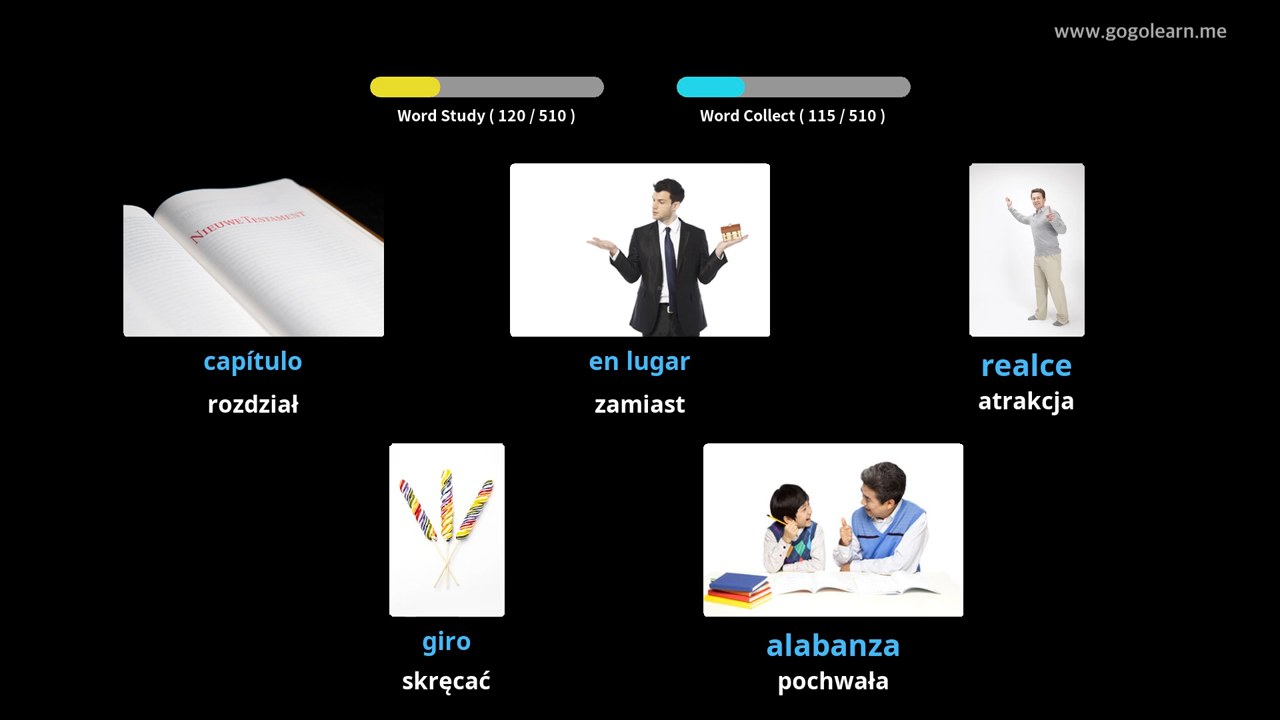 www.gogolearn.me
Word Study ( 120 / 510 )
Word Collect ( 115 / 510 )
NIEUWE TESTAMENT
capítulo
rozdział
en lugar
zamiast
realce
atrakcja
giro
skręcać
alabanza
pochwała